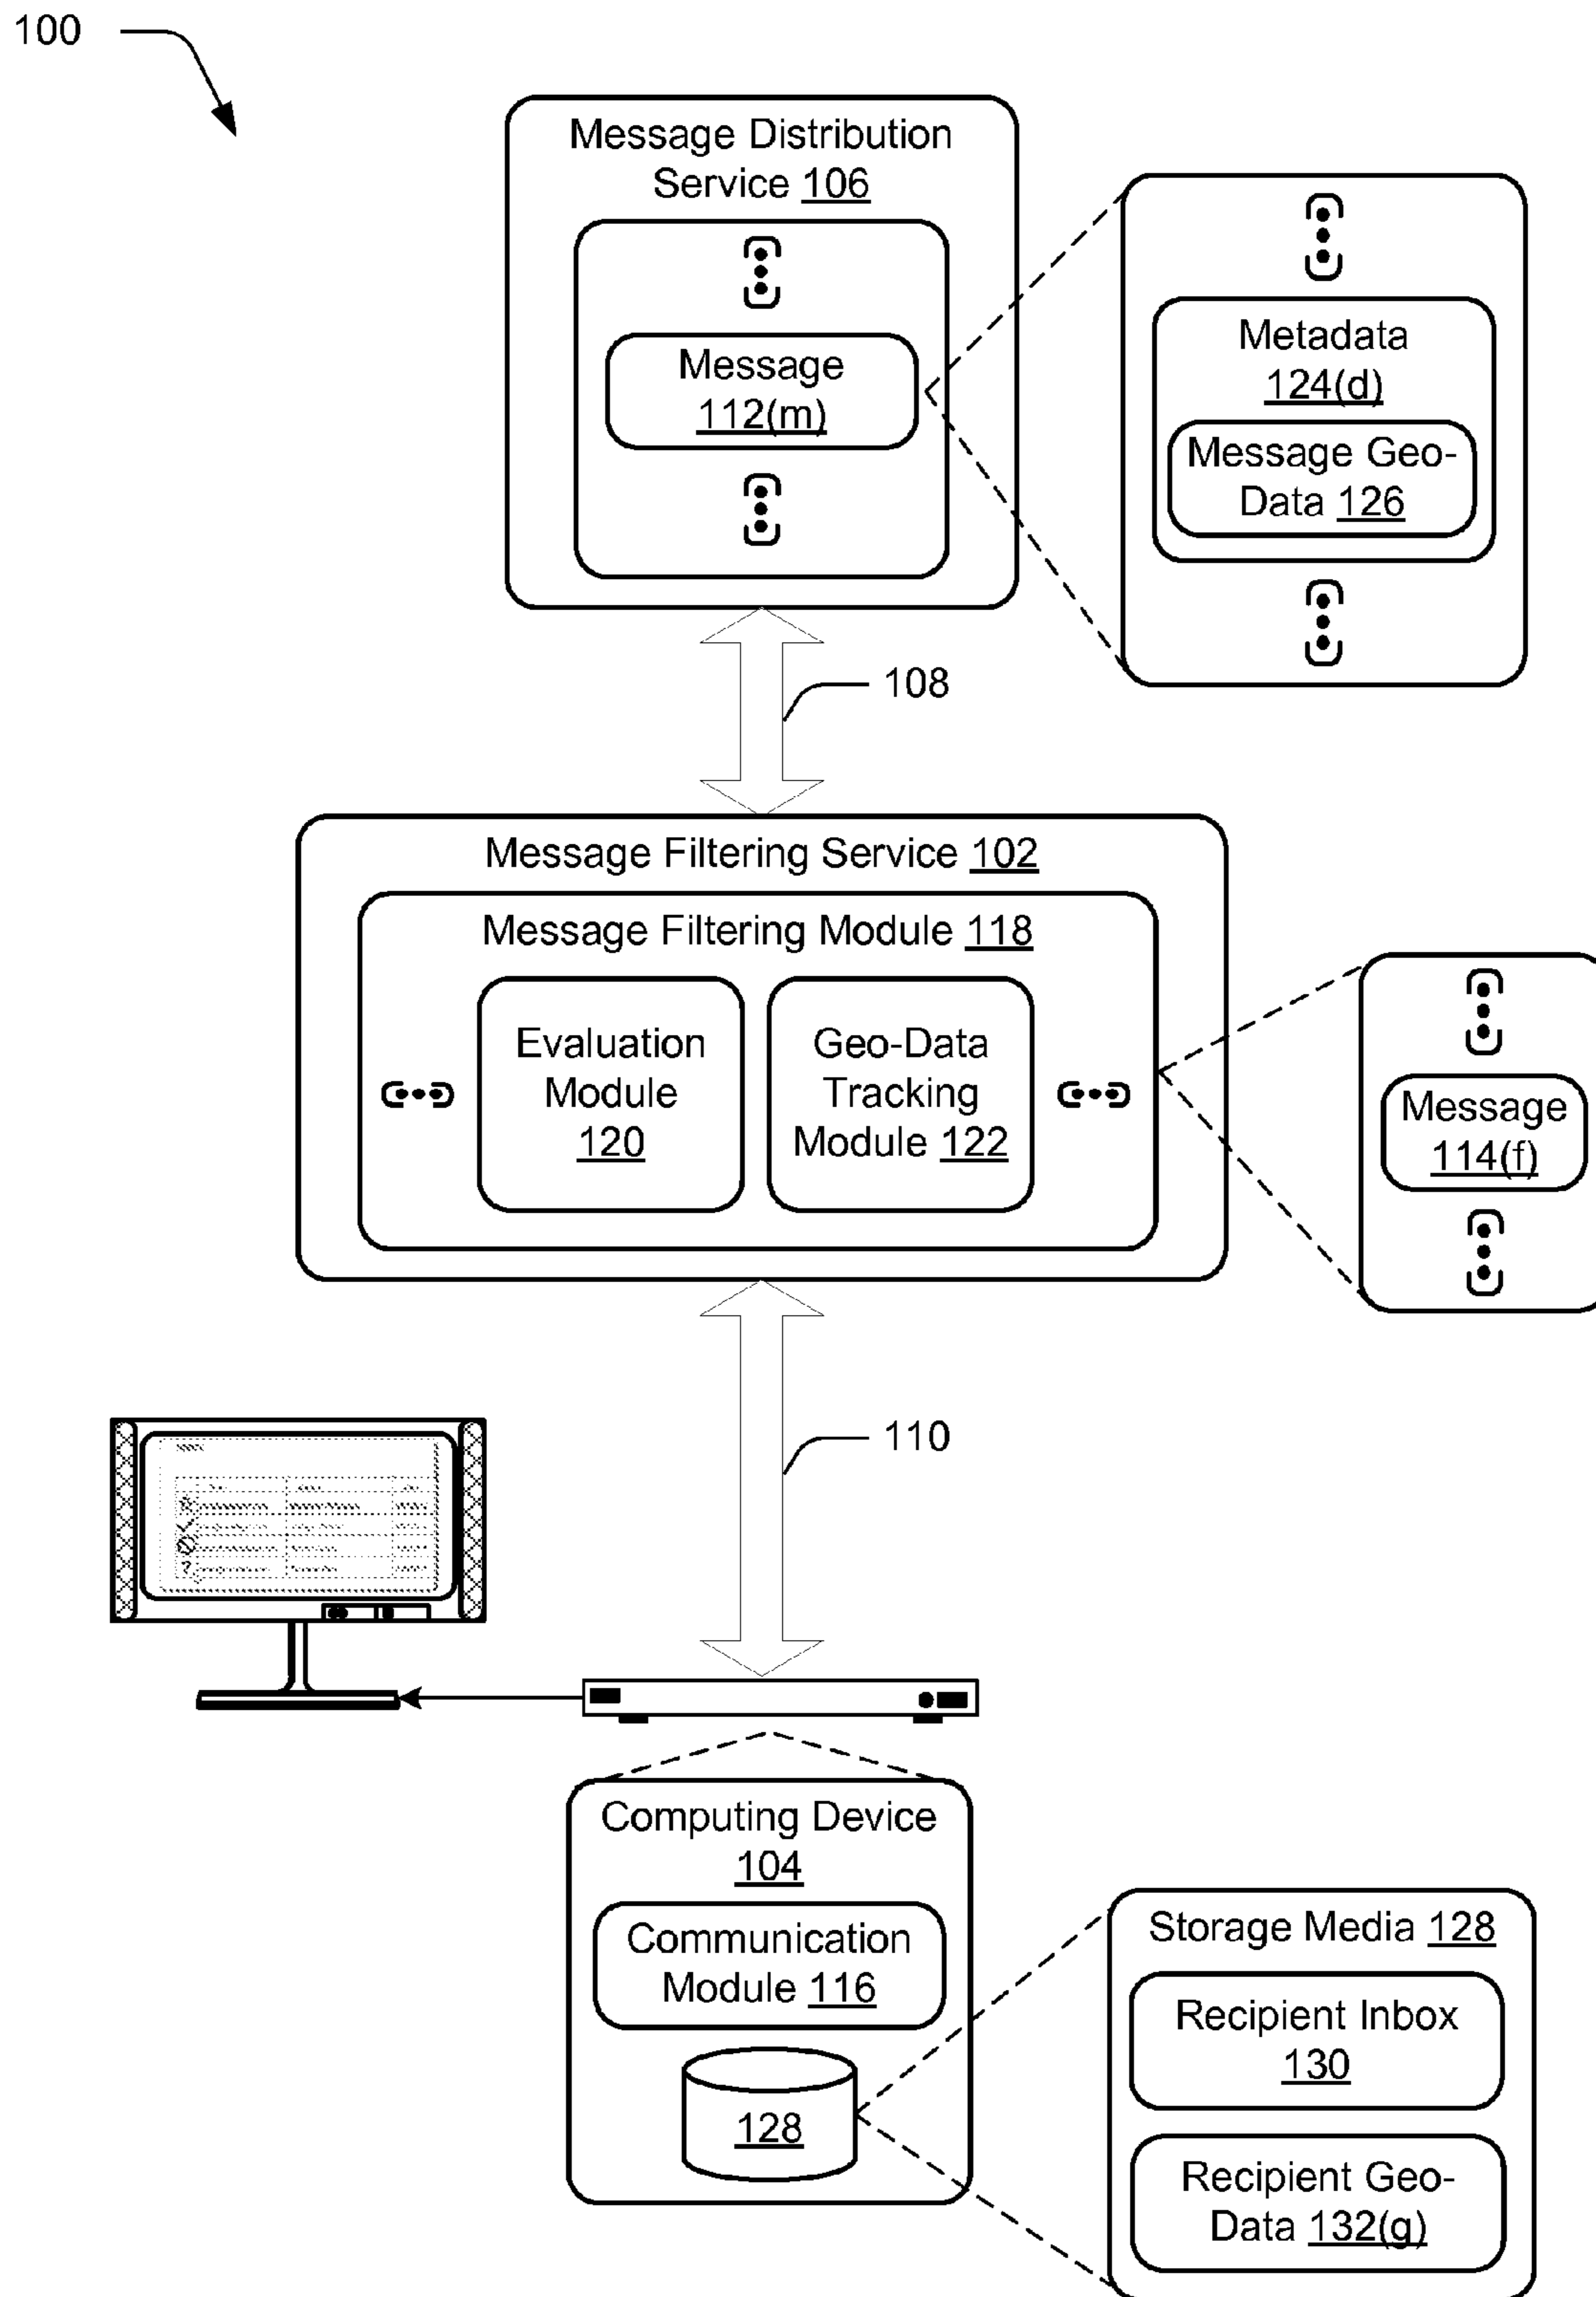 100
Message Distribution
Service 106
Message
112(m)
Metadata
124(d)
Message Geo-
Data 126
108
Message Filtering Service 102
Message Filtering Module 118
Evaluation
Module
120
Geo-Data
Tracking
Module 122
Message
114(f)
110
Computing Device
104
Communication
Module 116
128
Storage Media 128
Recipient Inbox
130
Recipient Geo-
Data 132(g)